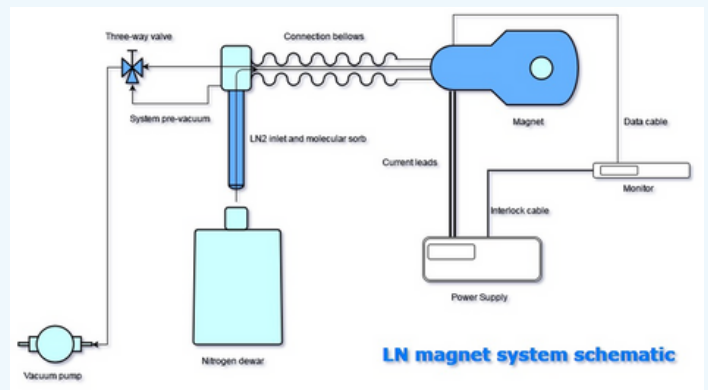 Three-way valve
Connection bellows
System pre-vacuum
LN2 inlet and molecular sorb
Magnet
Data cable
Current leads
Monitor
Interlock cable
Power Supply
Nitrogen dewar
Vacuum pump
LN magnet system schematic